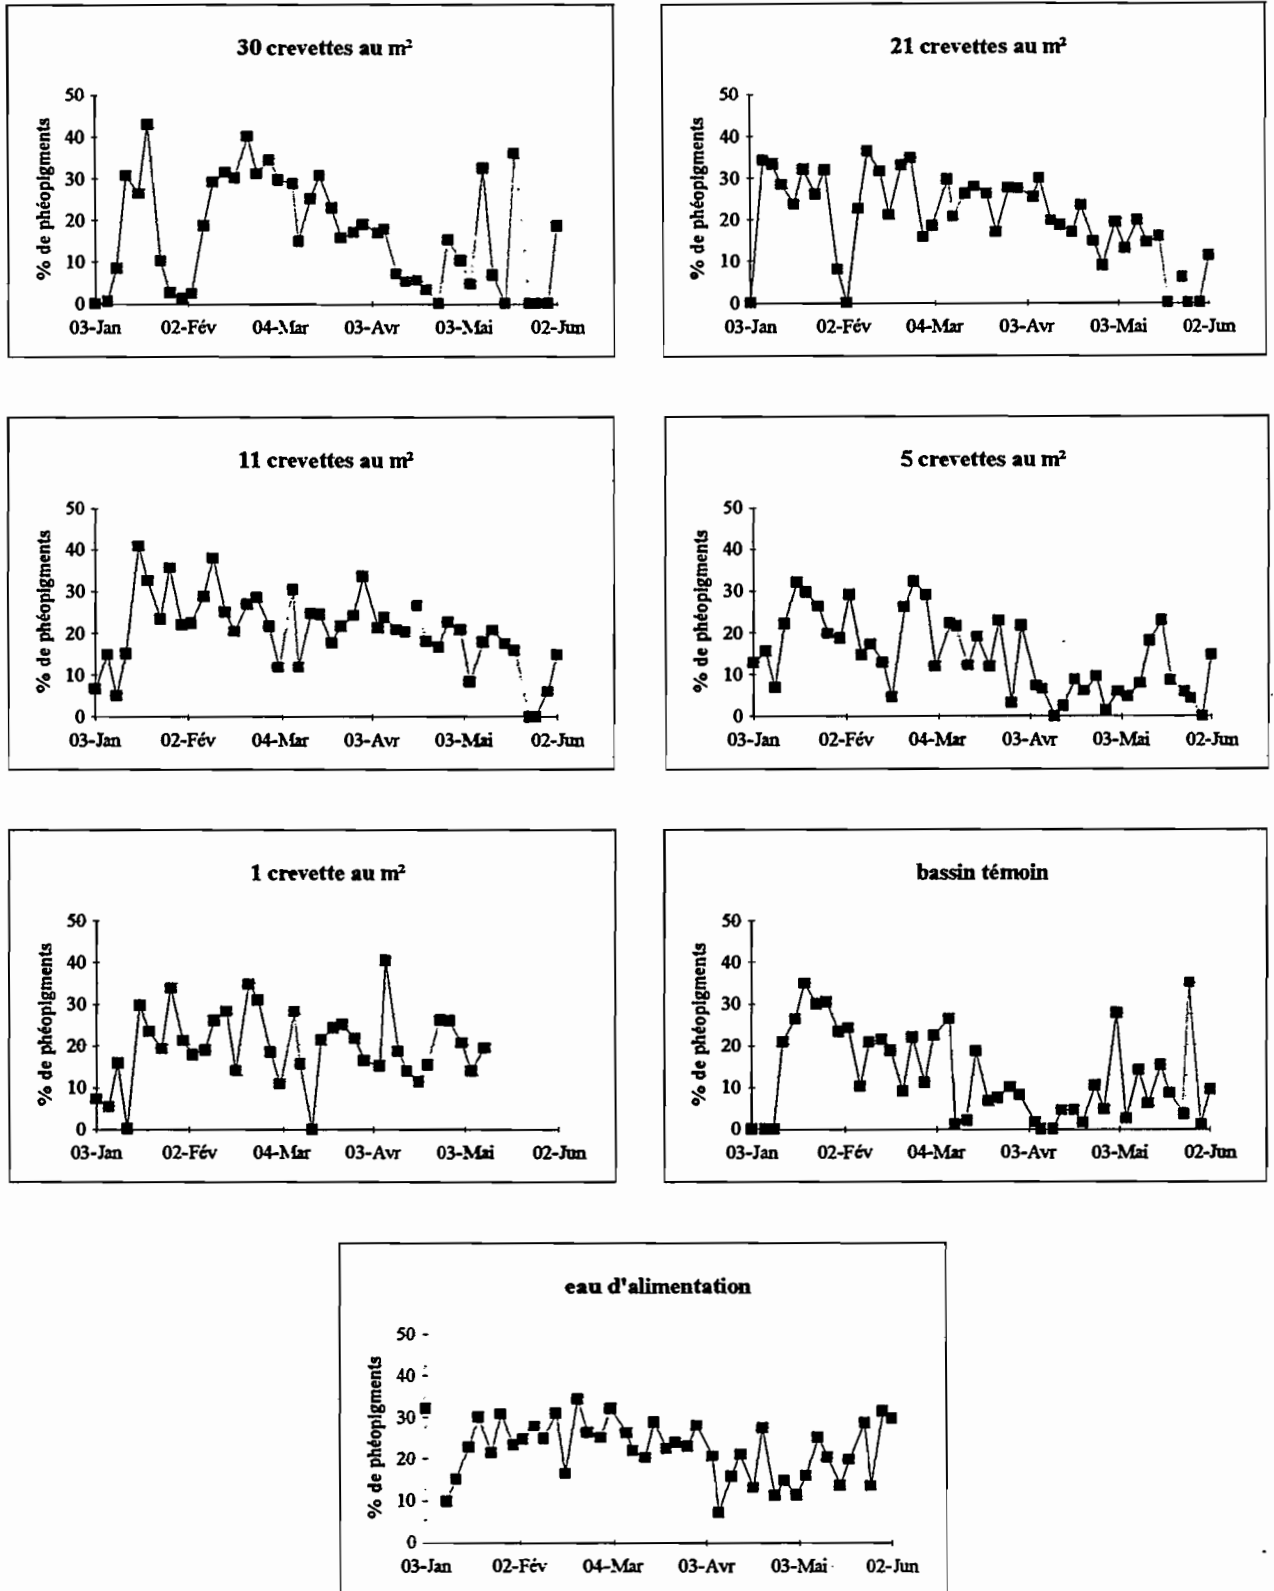 30 crevettes au m²
% de phéopigments
50
40
30
20
10
0
03-Jan 02-Fév 04-Mar 03-Avr 03-Mai 02-Jun
21 crevettes au m²
% de phéopigments
50
40
30
20
10
0
03-Jan 02-Fév 04-Mar 03-Avr 03-Mai 02-Jun
11 crevettes au m²
% de phéopigments
50
40
30
20
10
0
03-Jan 02-Fév 04-Mar 03-Avr 03-Mai 02-Jun
5 crevettes au m²
% de phéopigments
50
40
30
20
10
0
03-Jan 02-Fév 04-Mar 03-Avr 03-Mai 02-Jun
1 crevette au m²
% de phéopigments
50
40
30
20
10
0
03-Jan 02-Fév 04-Mar 03-Avr 03-Mai 02-Jun
bassin témoin
% de phéopigments
50
40
30
20
10
0
03-Jan 02-Fév 04-Mar 03-Avr 03-Mai 02-Jun
eau d'alimentation
% de phéopigments
50
40
30
20
10
0
03-Jan 02-Fév 04-Mar 03-Avr 03-Mai 02-Jun